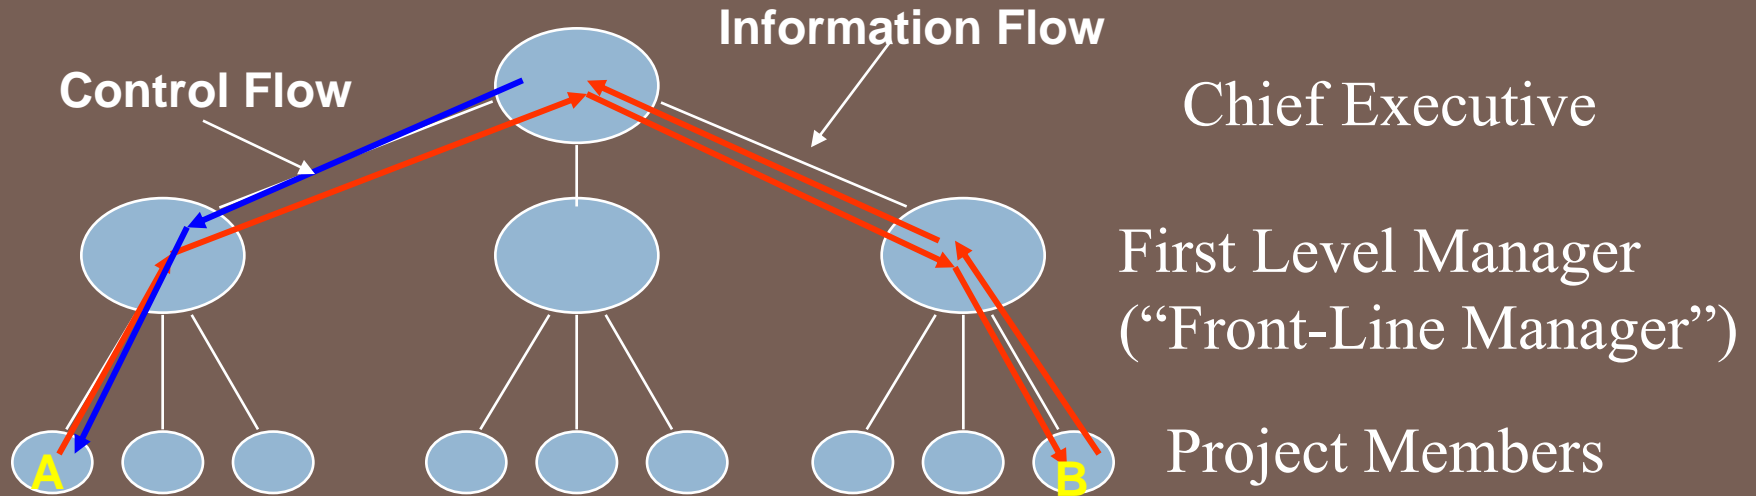 Information Flow
Control Flow
Chief Executive
First Level Manager
(“Front-Line Manager”)
Project Members
A
B